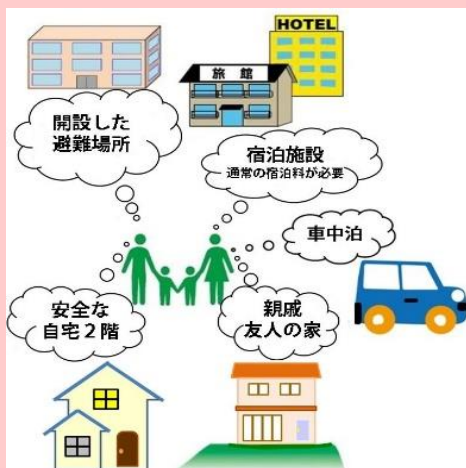 HOTEL
旅館
開設した
避難場所
宿泊施設
通常の宿泊料が必要
車中泊
安全な
自宅２階
親戚
友人の家